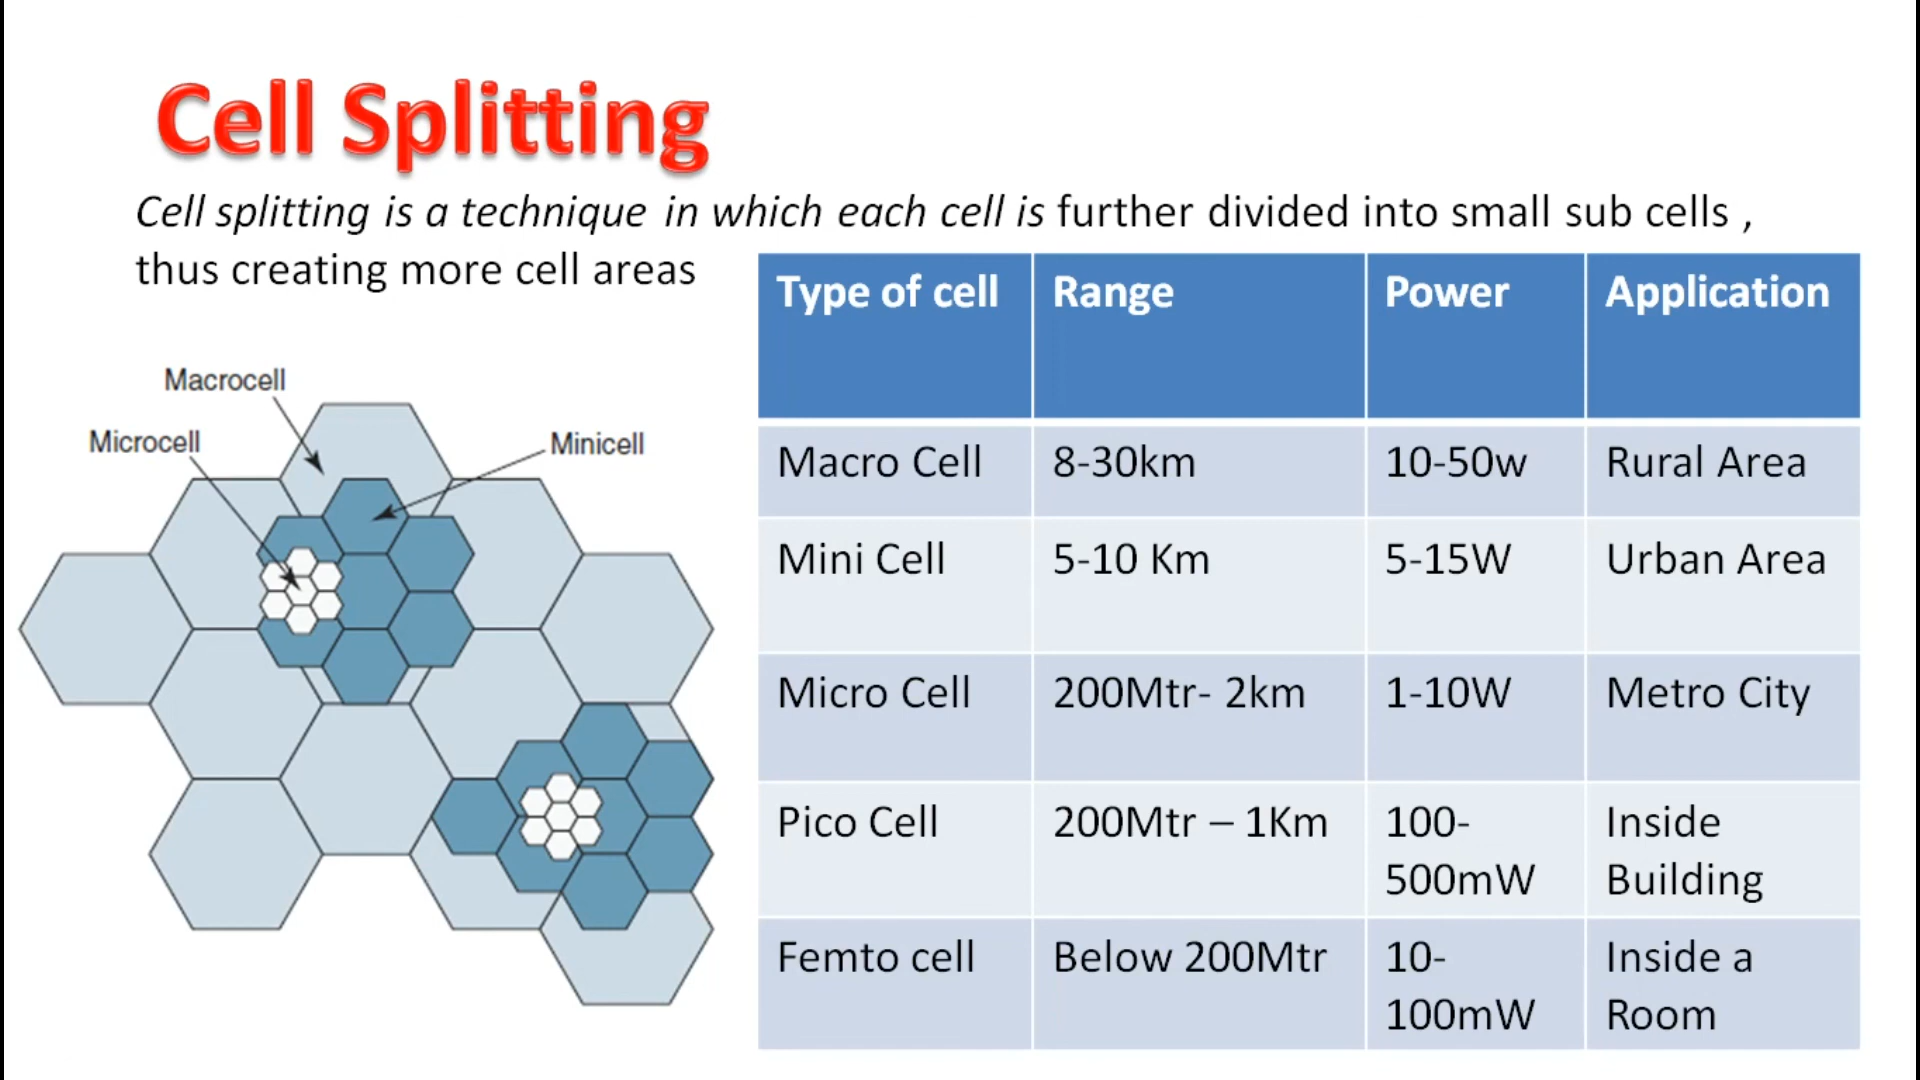 Cell Splitting
Cell splitting is a technique in which each cell is further divided into small sub cells ,
thus creating more cell areas
Macrocell
Microcell
Minicell
Type of cell Range Power Application
Macro Cell 8-30km 10-50w Rural Area
Mini Cell 5-10 Km 5-15W Urban Area
Micro Cell 200Mtr- 2km 1-10W Metro City
Pico Cell 200Mtr – 1Km 100- Inside
500mW Building
Femto cell Below 200Mtr 10- Inside a
100mW Room